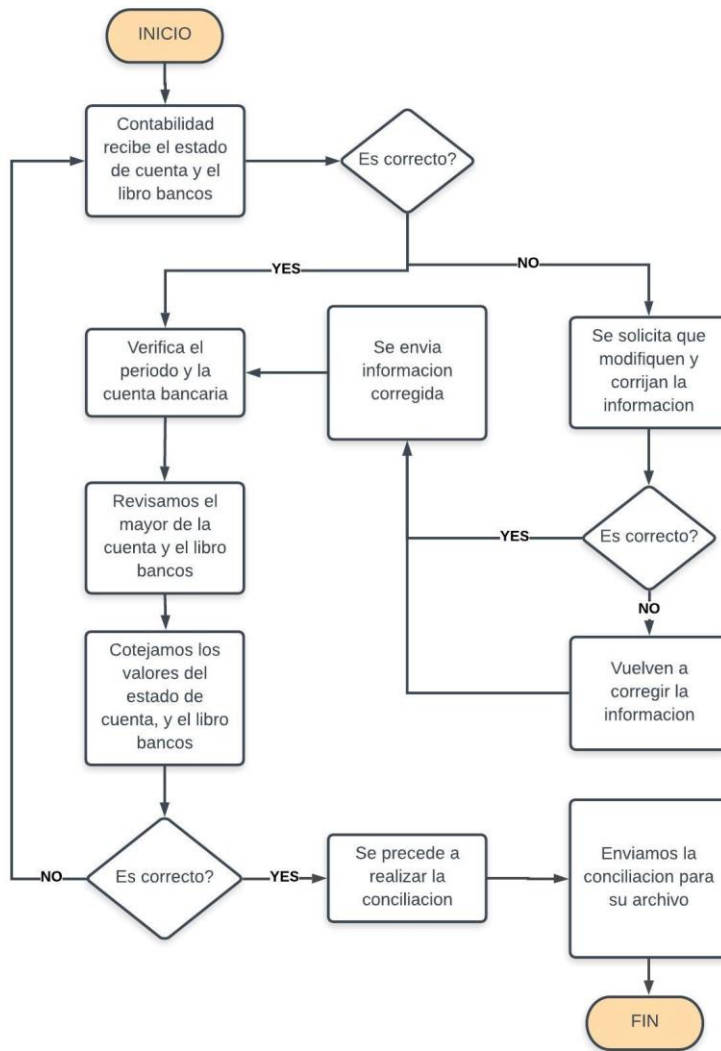 INICIO
Contabilidad
recibe el estado
de cuenta y el
libro bancos
Es correcto?
YES
NO
Verifica el
periodo y la
cuenta bancaria
Se envia
informacion
corregida
Se solicita que
modifiquen y
corrijan la
informacion
Revisamos el
mayor de la
cuenta y el libro
bancos
YES
Es correcto?
NO
Cotejamos los
valores del
estado de
cuenta, y el libro
bancos
Vuelven a
corregir la
informacion
NO
Es correcto?
YES
Se precede a
realizar la
conciliacion
Enviamos la
conciliacion para
su archivo
FIN